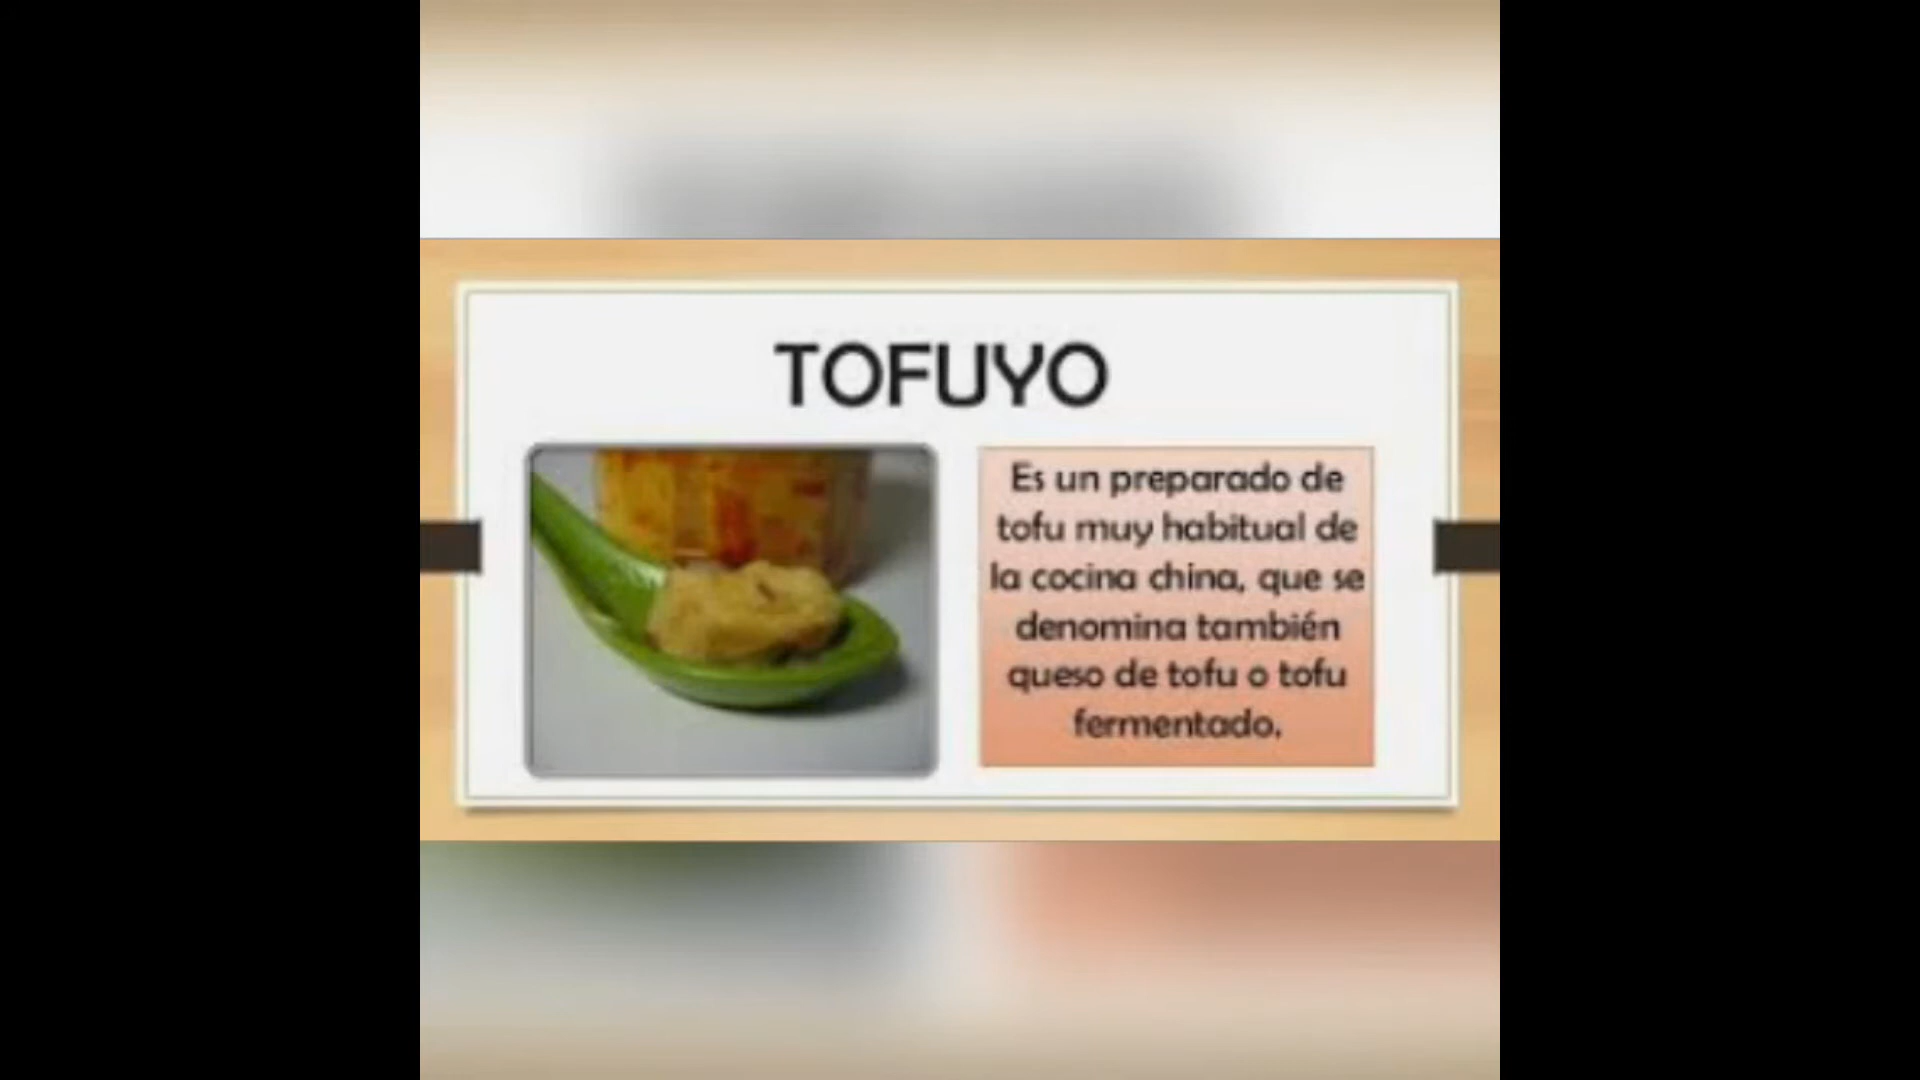 TOFUYO
Es un preparado de
tofu muy habitual de
la cocina china, que se
denomina también
queso de tofu o tofu
fermentado.